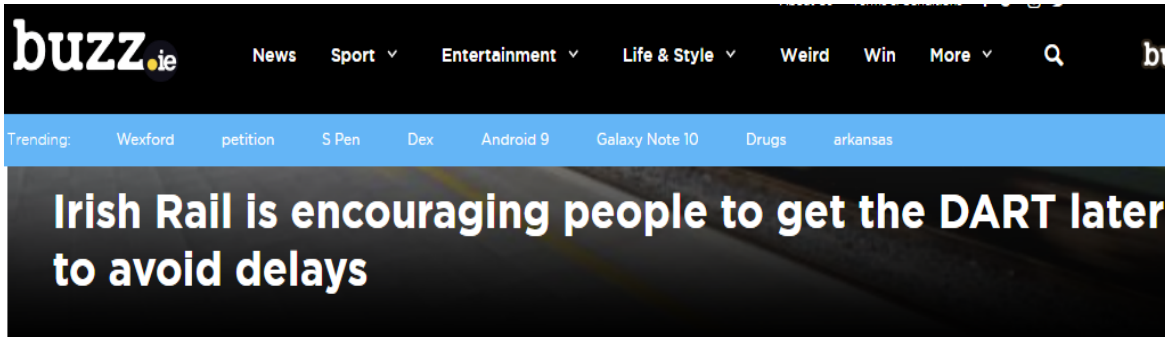 buzz.ie News Sport Entertainment Life & Style Weird Win More
Trending: Wexford petition S Pen Dex Android 9 Galaxy Note 10 Drugs arkansas
Irish Rail is encouraging people to get the DART later
to avoid delays